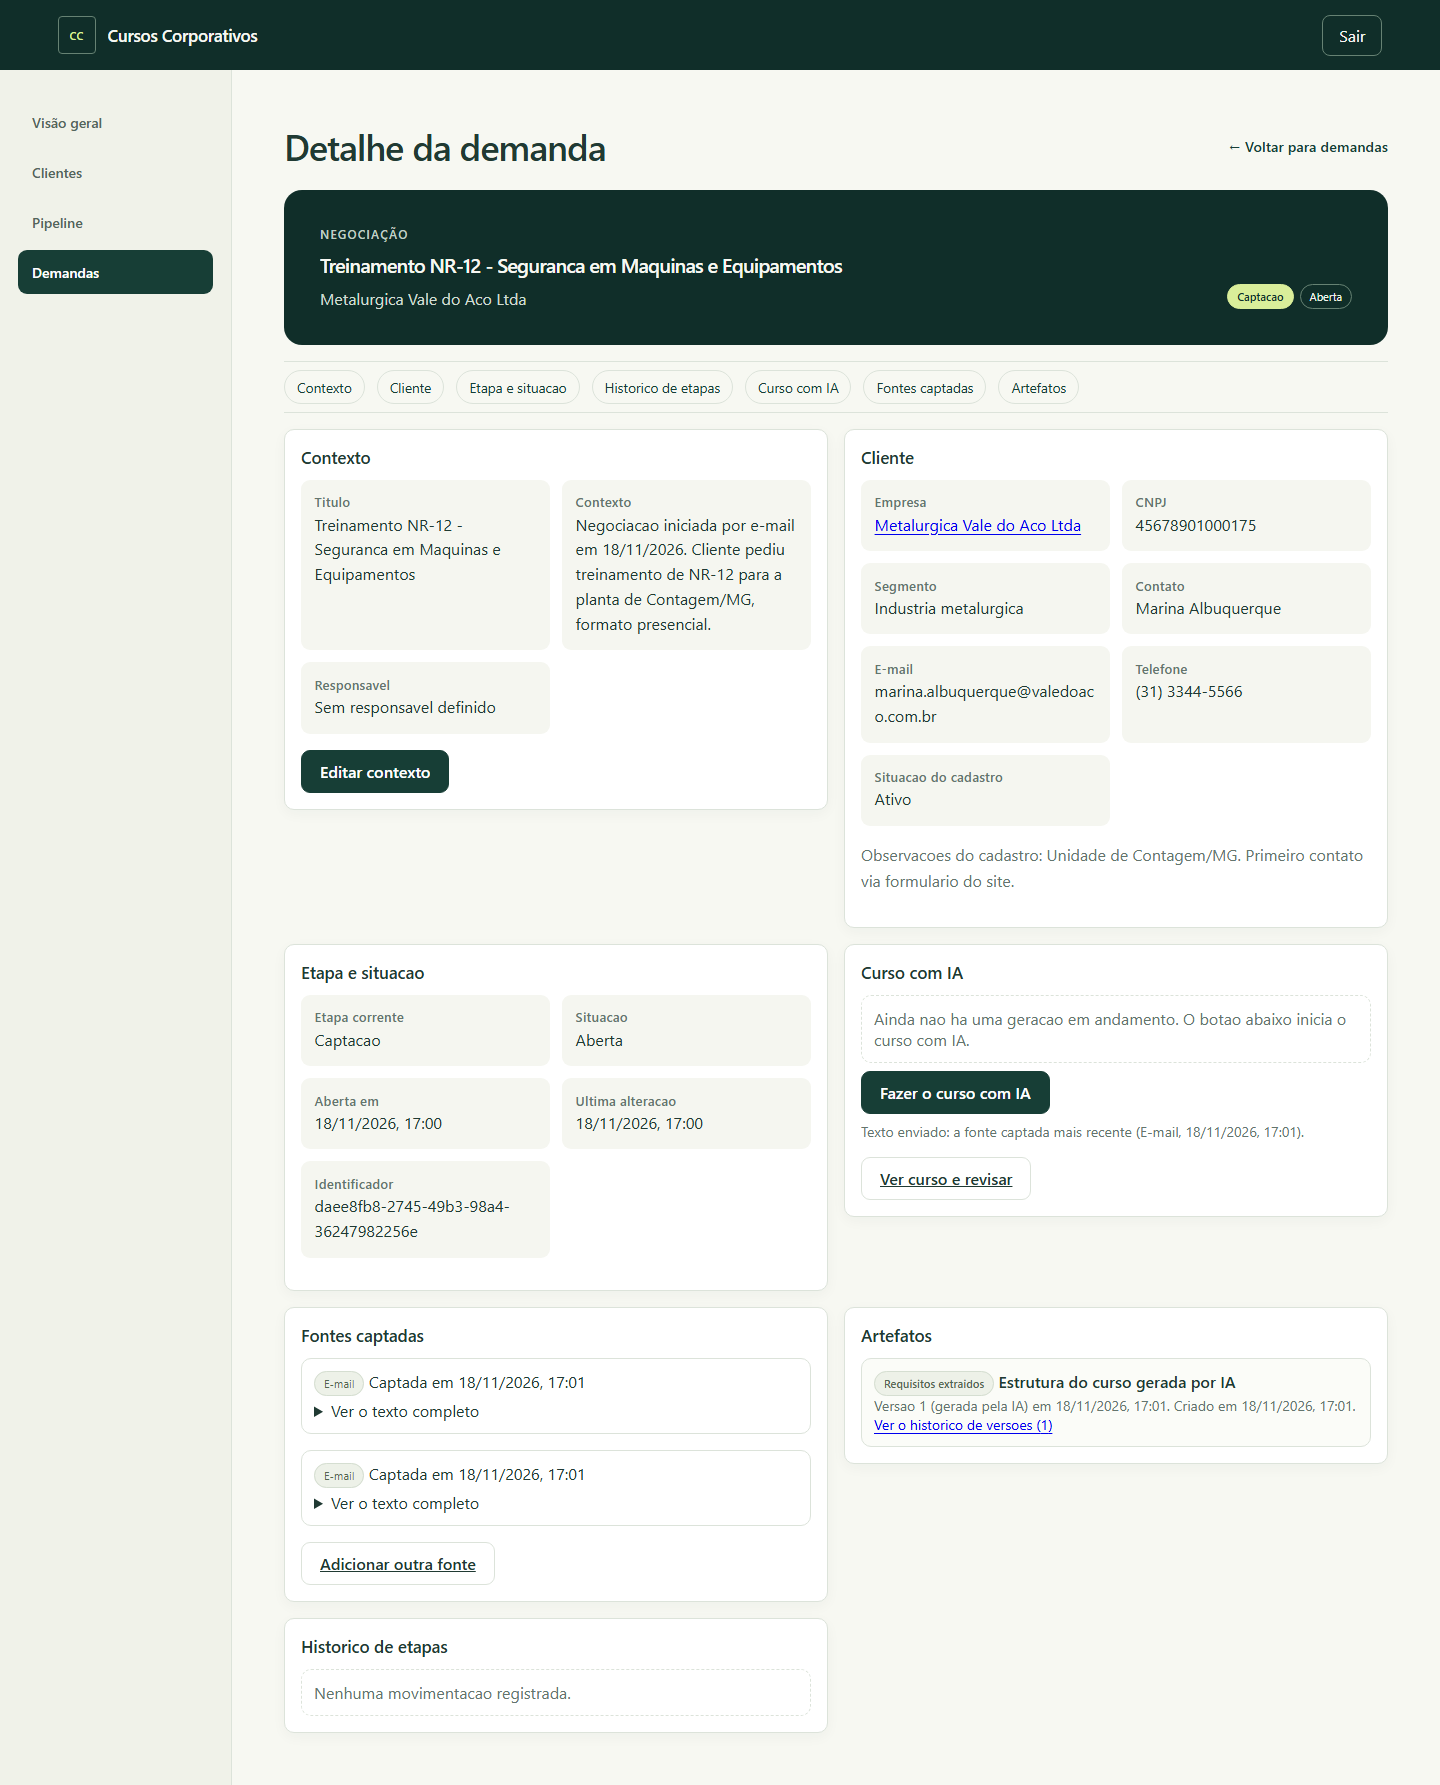 CC
Cursos Corporativos
Sair
Visão geral
Clientes
Pipeline
Demandas
Detalhe da demanda
← Voltar para demandas
NEGOCIAÇÃO
Treinamento NR-12 - Seguranca em Maquinas e Equipamentos
Metalurgica Vale do Aco Ltda
Captacao
Aberta
Contexto
Cliente
Etapa e situacao
Historico de etapas
Curso com IA
Fontes captadas
Artefatos
Contexto
Titulo
Treinamento NR-12 -
Seguranca em Maquinas e
Equipamentos
Contexto
Negociacao iniciada por e-mail
em 18/11/2026. Cliente pediu
treinamento de NR-12 para a
planta de Contagem/MG,
formato presencial.
Responsavel
Sem responsavel definido
Editar contexto
Cliente
Empresa
Metalurgica Vale do Aco Ltda
CNPJ
45678901000175
Segmento
Industria metalurgica
Contato
Marina Albuquerque
E-mail
marina.albuquerque@valedoac
o.com.br
Telefone
(31) 3344-5566
Situacao do cadastro
Ativo
Observacoes do cadastro: Unidade de Contagem/MG. Primeiro contato
via formulario do site.
Etapa e situacao
Etapa corrente
Captacao
Situacao
Aberta
Aberta em
18/11/2026, 17:00
Ultima alteracao
18/11/2026, 17:00
Identificador
daee8fb8-2745-49b3-98a4-
36247982256e
Curso com IA
Ainda nao ha uma geracao em andamento. O botao abaixo inicia o
curso com IA.
Fazer o curso com IA
Texto enviado: a fonte captada mais recente (E-mail, 18/11/2026, 17:01).
Ver curso e revisar
Fontes captadas
E-mail Captada em 18/11/2026, 17:01
▶ Ver o texto completo
E-mail Captada em 18/11/2026, 17:01
▶ Ver o texto completo
Adicionar outra fonte
Artefatos
Requisitos extraidos Estrutura do curso gerada por IA
Versao 1 (gerada pela IA) em 18/11/2026, 17:01. Criado em 18/11/2026, 17:01.
Ver o historico de versoes (1)
Historico de etapas
Nenhuma movimentacao registrada.